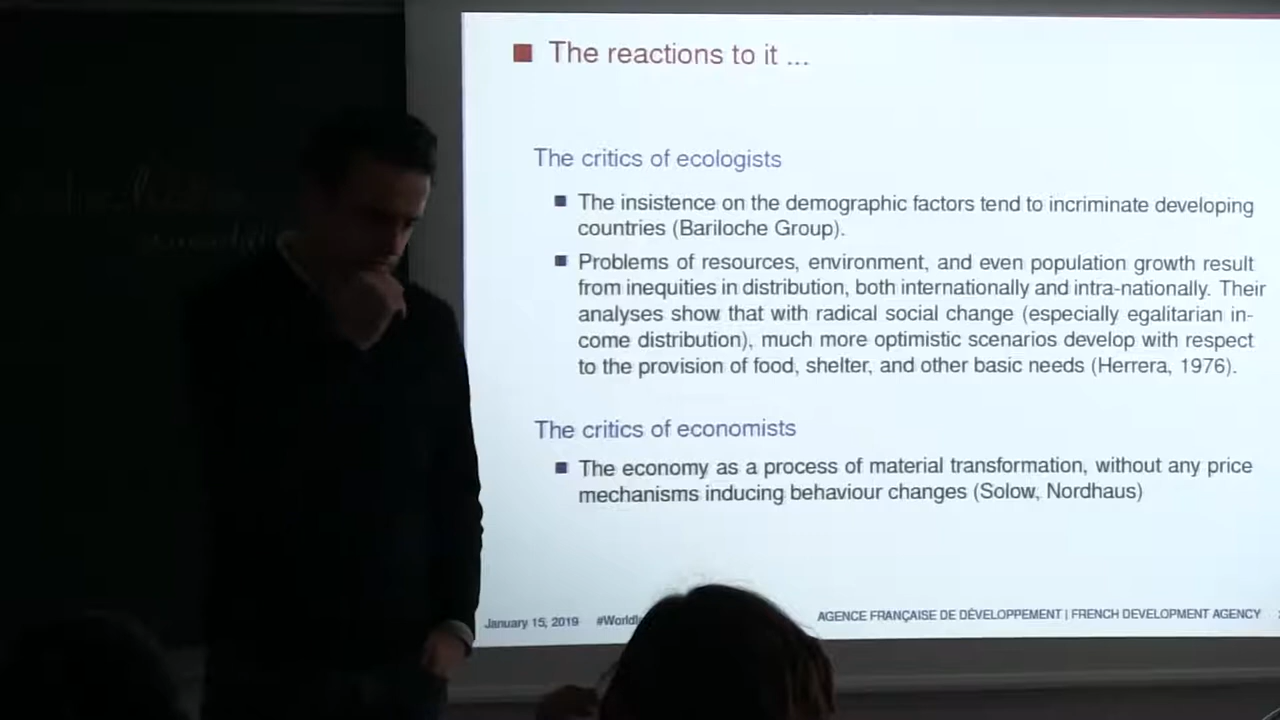 The reactions to it ...
The critics of ecologists
The insistence on the demographic factors tend to incriminate developing
countries (Bariloche Group).
Problems of resources, environment, and even population growth result
from inequities in distribution, both internationally and intra-nationally. Their
analyses show that with radical social change (especially egalitarian in-
come distribution), much more optimistic scenarios develop with respect
to the provision of food, shelter, and other basic needs (Herrera, 1976).
The critics of economists
The economy as a process of material transformation, without any price
mechanisms inducing behaviour changes (Solow, Nordhaus)
January 15, 2019 AGENCE FRANÇAISE DE DÉVELOPPEMENT | FRENCH DEVELOPMENT AGENCY